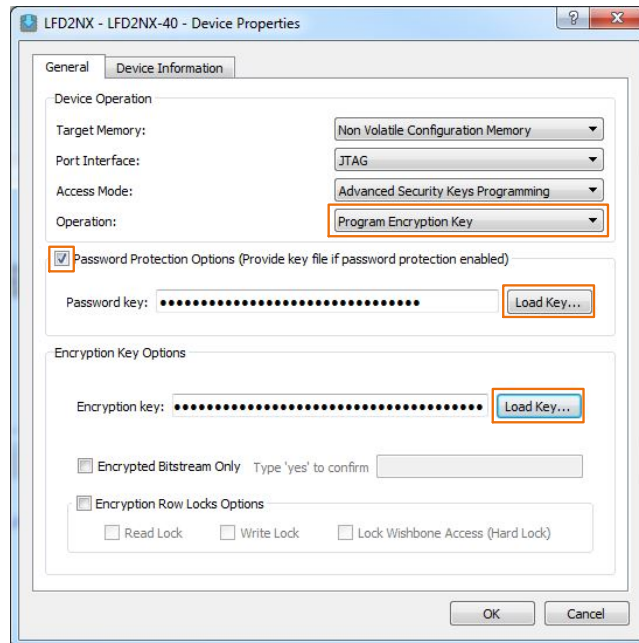 LFD2NX - LFD2NX-40 - Device Properties
General Device Information
Device Operation
Target Memory: Non Volatile Configuration Memory
Port Interface: JTAG
Access Mode: Advanced Security Keys Programming
Operation: Program Encryption Key
Password Protection Options (Provide key file if password protection enabled)
Password key: ●●●●●●●●●●●●●●●●●●●●●●●●●●●●●●●● Load Key...
Encryption Key Options
Encryption key: ●●●●●●●●●●●●●●●●●●●●●●●●●●●●●●●●●●●●●● Load Key...
Encrypted Bitstream Only Type 'yes' to confirm
Encryption Row Locks Options
Read Lock Write Lock Lock Wishbone Access (Hard Lock)
OK Cancel